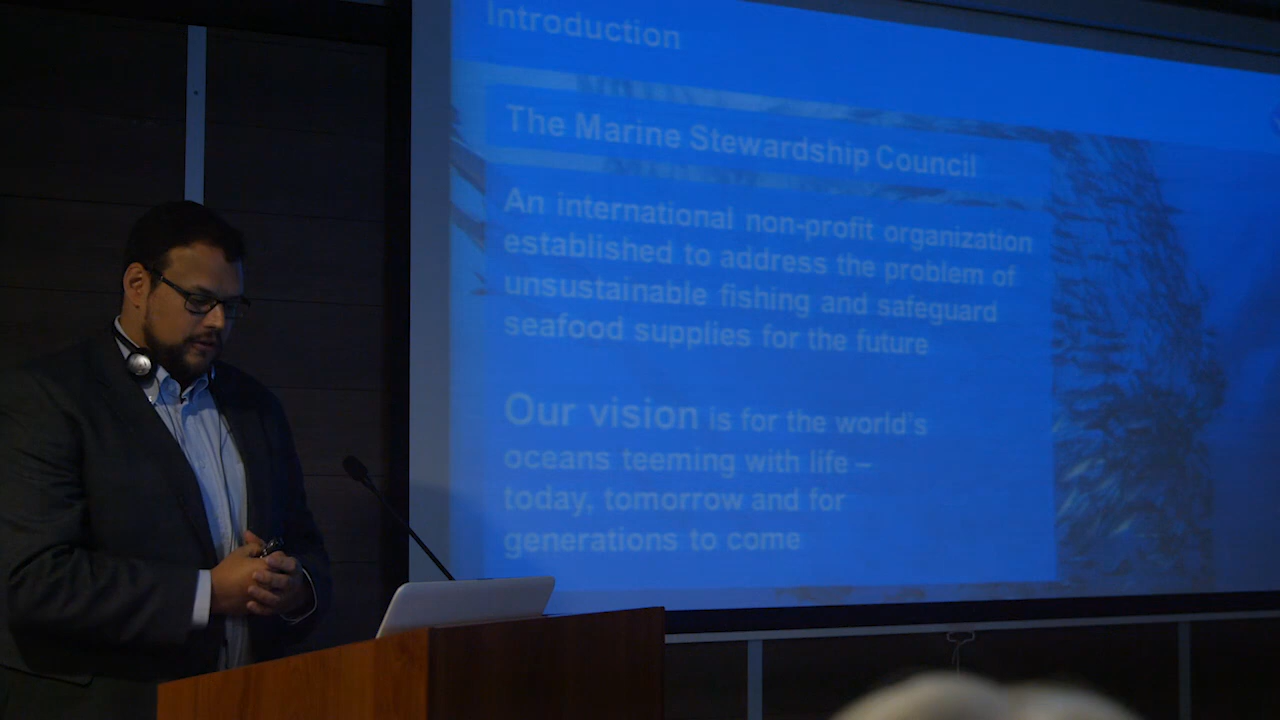 Introduction
The Marine Stewardship Council
An international non-profit organization
established to address the problem of
unsustainable fishing and safeguard
seafood supplies for the future
Our vision is for the world's
oceans teeming with life –
today, tomorrow and for
generations to come